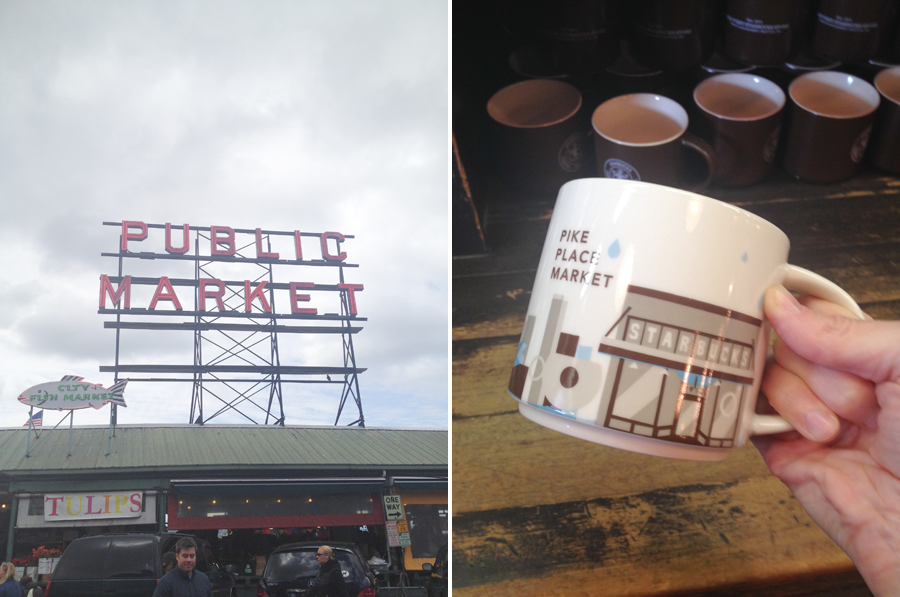 PUBLIC
MARKET
CITY
FISH MARKET
TULIPS
ONE
WAY
PIKE
PLACE
MARKET
STARBUCKS